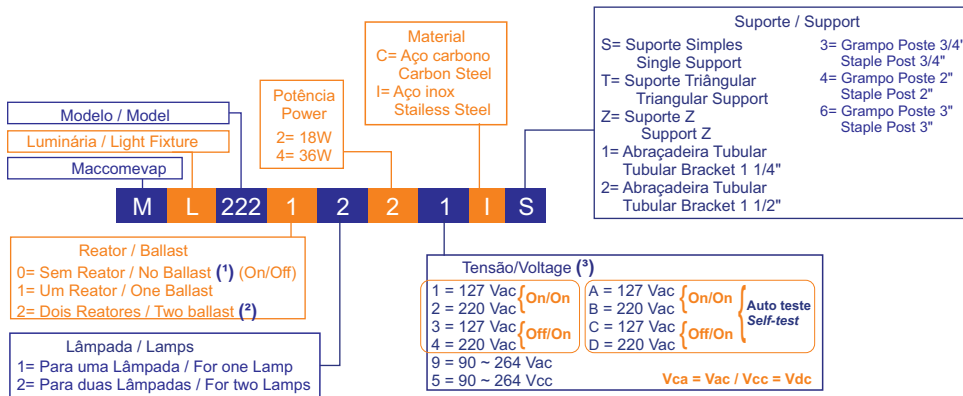 Modelo / Model
Luminária / Light Fixture
Maccomevap
Potência
Power
2= 18W
4= 36W
Material
C= Aço carbono
Carbon Steel
I= Aço inox
Stailess Steel
Suporte / Support
S= Suporte Simples
Single Support
T= Suporte Triângular
Triangular Support
Z= Suporte Z
Support Z
1= Abraçadeira Tubular
Tubular Bracket 1 1/4"
2= Abraçadeira Tubular
Tubular Bracket 1 1/2"
3= Grampo Poste 3/4"
Staple Post 3/4"
4= Grampo Poste 2"
Staple Post 2"
6= Grampo Poste 3"
Staple Post 3"
M L 222 1 2 2 1 I S
Reator / Ballast
0= Sem Reator / No Ballast (¹) (On/Off)
1= Um Reator / One Ballast
2= Dois Reatores / Two ballast (²)
Lâmpada / Lamps
1= Para uma Lâmpada / For one Lamp
2= Para duas Lâmpadas / For two Lamps
Tensão/Voltage (³)
1 = 127 Vac
2 = 220 Vac
On/On
3 = 127 Vac
4 = 220 Vac
Off/On
A = 127 Vac
B = 220 Vac
On/On
C = 127 Vac
D = 220 Vac
Off/On
Auto teste
Self-test
9 = 90 ~ 264 Vac
5 = 90 ~ 264 Vcc
Vca = Vac / Vcc = Vdc